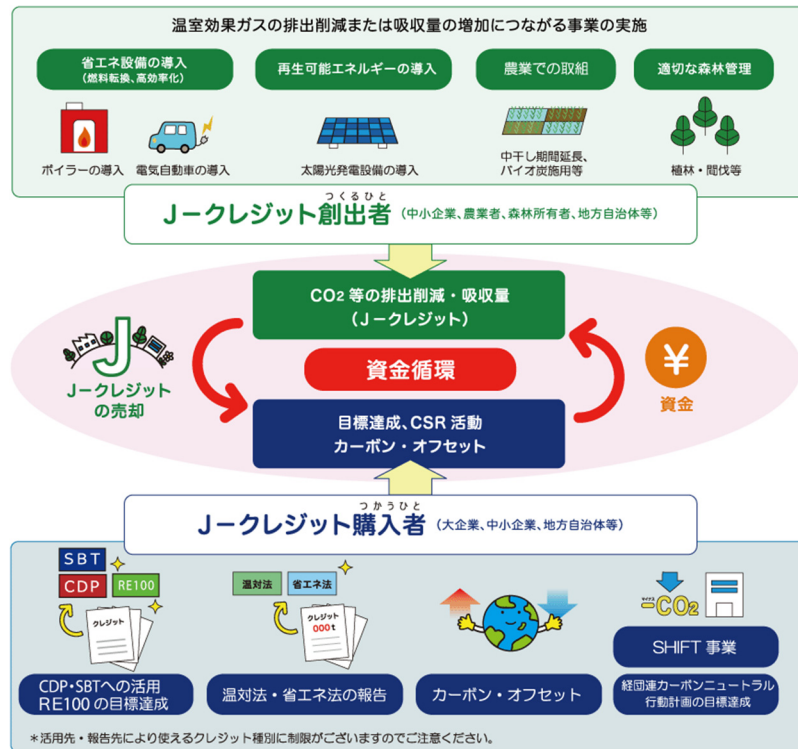 温室効果ガスの排出削減または吸収量の増加につながる事業の実施
省エネ設備の導入
(燃料転換、高効率化)
再生可能エネルギーの導入
農業での取組
適切な森林管理
ボイラーの導入
電気自動車の導入
太陽光発電設備の導入
中干し期間延長、
バイオ炭施用等
植林・間伐等
つくるひと
Jークレジット創出者(中小企業、農業者、森林所有者、地方自治体等)
CO2 等の排出削減・吸収量
(Jークレジット)
J
Jークレジット
の売却
資金循環
¥
資金
目標達成、CSR 活動
カーボン・オフセット
つかうひと
Jークレジット購入者(大企業、中小企業、地方自治体等)
SBT
CDP
RE100
クレジット
CDP・SBTへの活用
RE100の目標達成
温対法
省エネ法
クレジット
000t
温対法・省エネ法の報告
カーボン・オフセット
マイナス
-CO2
SHIFT 事業
経団連カーボンニュートラル
行動計画の目標達成
*活用先・報告先により使えるクレジット種別に制限がございますのでご注意ください。